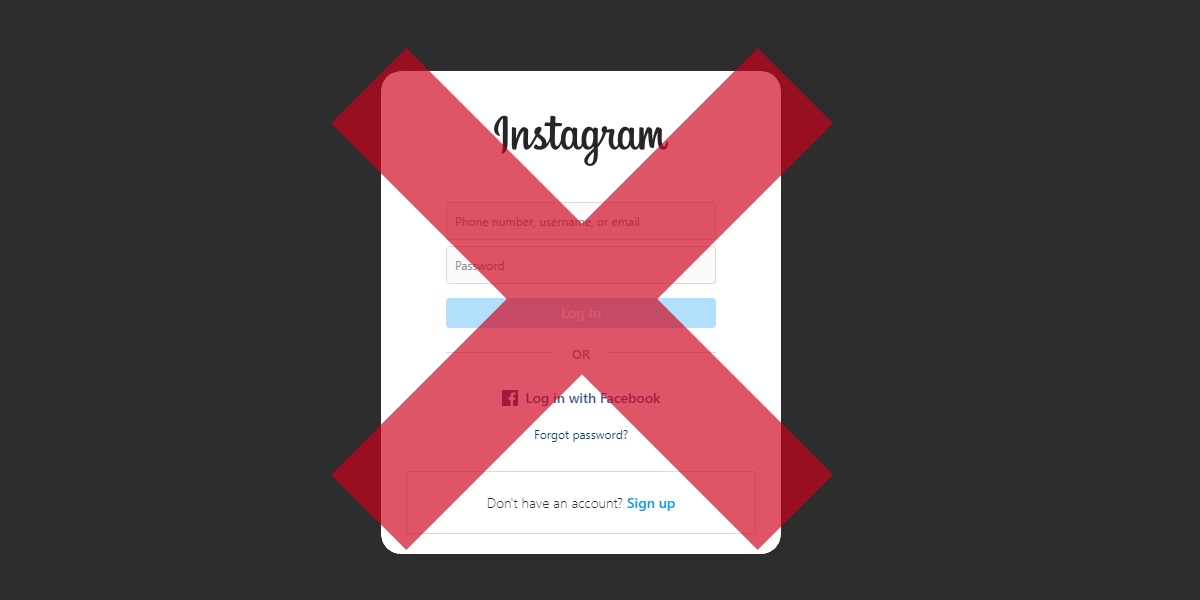 Instagram
Phone number, username, or email
Password
Log In
OR
Log in with Facebook
Forgot password?
Don't have an account? Sign up